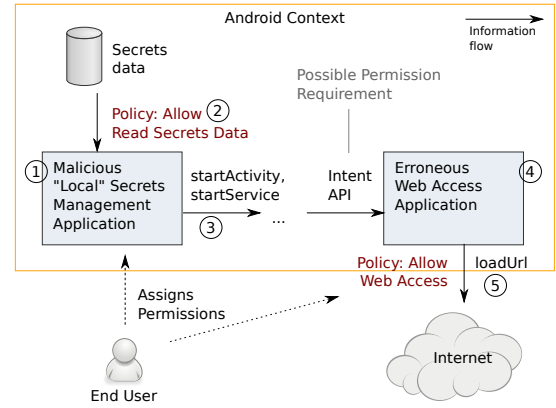 Android Context
Information
flow
Secrets
data
Possible Permission
Requirement
Policy: Allow
2
Read Secrets Data
1
Malicious
"Local" Secrets
Management
Application
startActivity,
startService
3
...
Intent
API
Erroneous
Web Access
Application
4
Policy: Allow
Web Access
loadUrl
5
Assigns
Permissions
Internet
End User